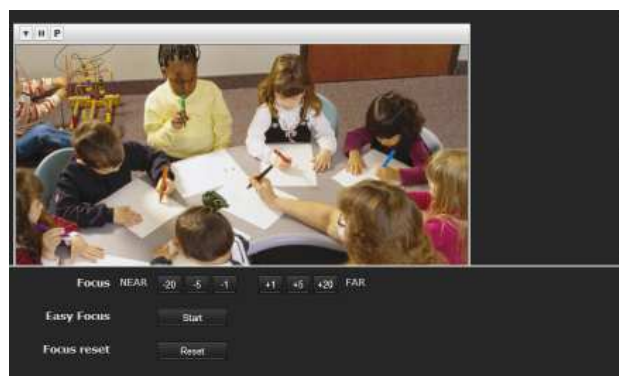 ▼ II P
Focus NEAR -20 -5 -1 +1 +5 +20 FAR
Easy Focus Start
Focus reset Reset